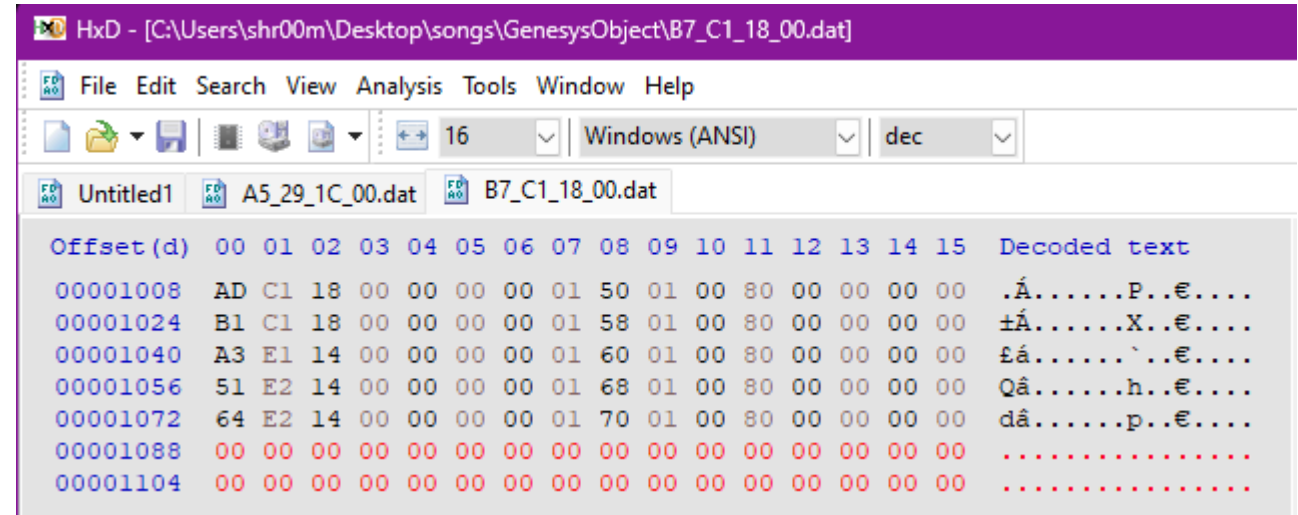 HxD - [C:\Users\shr00m\Desktop\songs\GenesysObject\B7_C1_18_00.dat]
File Edit Search View Analysis Tools Window Help
16 Windows (ANSI) dec
Untitled1 A5_29_1C_00.dat B7_C1_18_00.dat
Offset(d) 00 01 02 03 04 05 06 07 08 09 10 11 12 13 14 15 Decoded text
00001008 AD C1 18 00 00 00 00 01 50 01 00 80 00 00 00 00 .Á......P..€....
00001024 B1 C1 18 00 00 00 00 01 58 01 00 80 00 00 00 00 ±Á......X..€....
00001040 A3 E1 14 00 00 00 00 01 60 01 00 80 00 00 00 00 £á......`..€....
00001056 51 E2 14 00 00 00 00 01 68 01 00 80 00 00 00 00 Qâ......h..€....
00001072 64 E2 14 00 00 00 00 01 70 01 00 80 00 00 00 00 dâ......p..€....
00001088 00 00 00 00 00 00 00 00 00 00 00 00 00 00 00 00 ................
00001104 00 00 00 00 00 00 00 00 00 00 00 00 00 00 00 00 ................